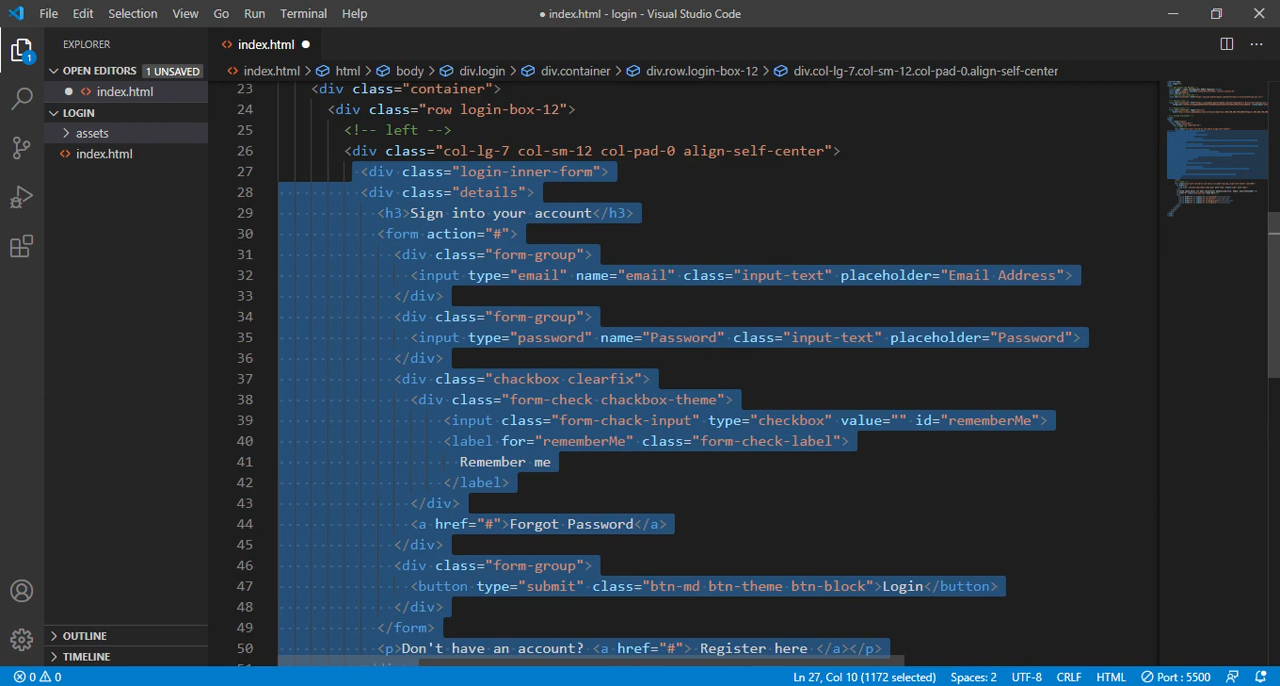 File Edit Selection View Go Run Terminal Help
● index.html - login - Visual Studio Code
EXPLORER
<> index.html ●
OPEN EDITORS 1 UNSAVED
1
● <> index.html
LOGIN
assets
<> index.html
OUTLINE
TIMELINE
<> index.html > html > body > div.login > div.container > div.row.login-box-12 > div.col-lg-7.col-sm-12.col-pad-0.align-self-center
23 <div class="container">
24 <div class="row login-box-12">
25 <!-- left -->
26 <div class="col-lg-7 col-sm-12 col-pad-0 align-self-center">
27 <div class="login-inner-form">
28 <div class="details">
29 <h3>Sign into your account</h3>
30 <form action="#">
31 <div class="form-group">
32 <input type="email" name="email" class="input-text" placeholder="Email Address">
33 </div>
34 <div class="form-group">
35 <input type="password" name="Password" class="input-text" placeholder="Password">
36 </div>
37 <div class="chackbox clearfix">
38 <div class="form-check chackbox-theme">
39 <input class="form-chack-input" type="checkbox" value="" id="rememberMe">
40 <label for="rememberMe" class="form-check-label">
41 Remember me
42 </label>
43 </div>
44 <a href="#">Forgot Password</a>
45 </div>
46 <div class="form-group">
47 <button type="submit" class="btn-md btn-theme btn-block">Login</button>
48 </div>
49 </form>
50 <p>Don't have an account? <a href="#"> Register here </a></p>
0 0
Ln 27, Col 10 (1172 selected) Spaces: 2 UTF-8 CRLF HTML Port : 5500